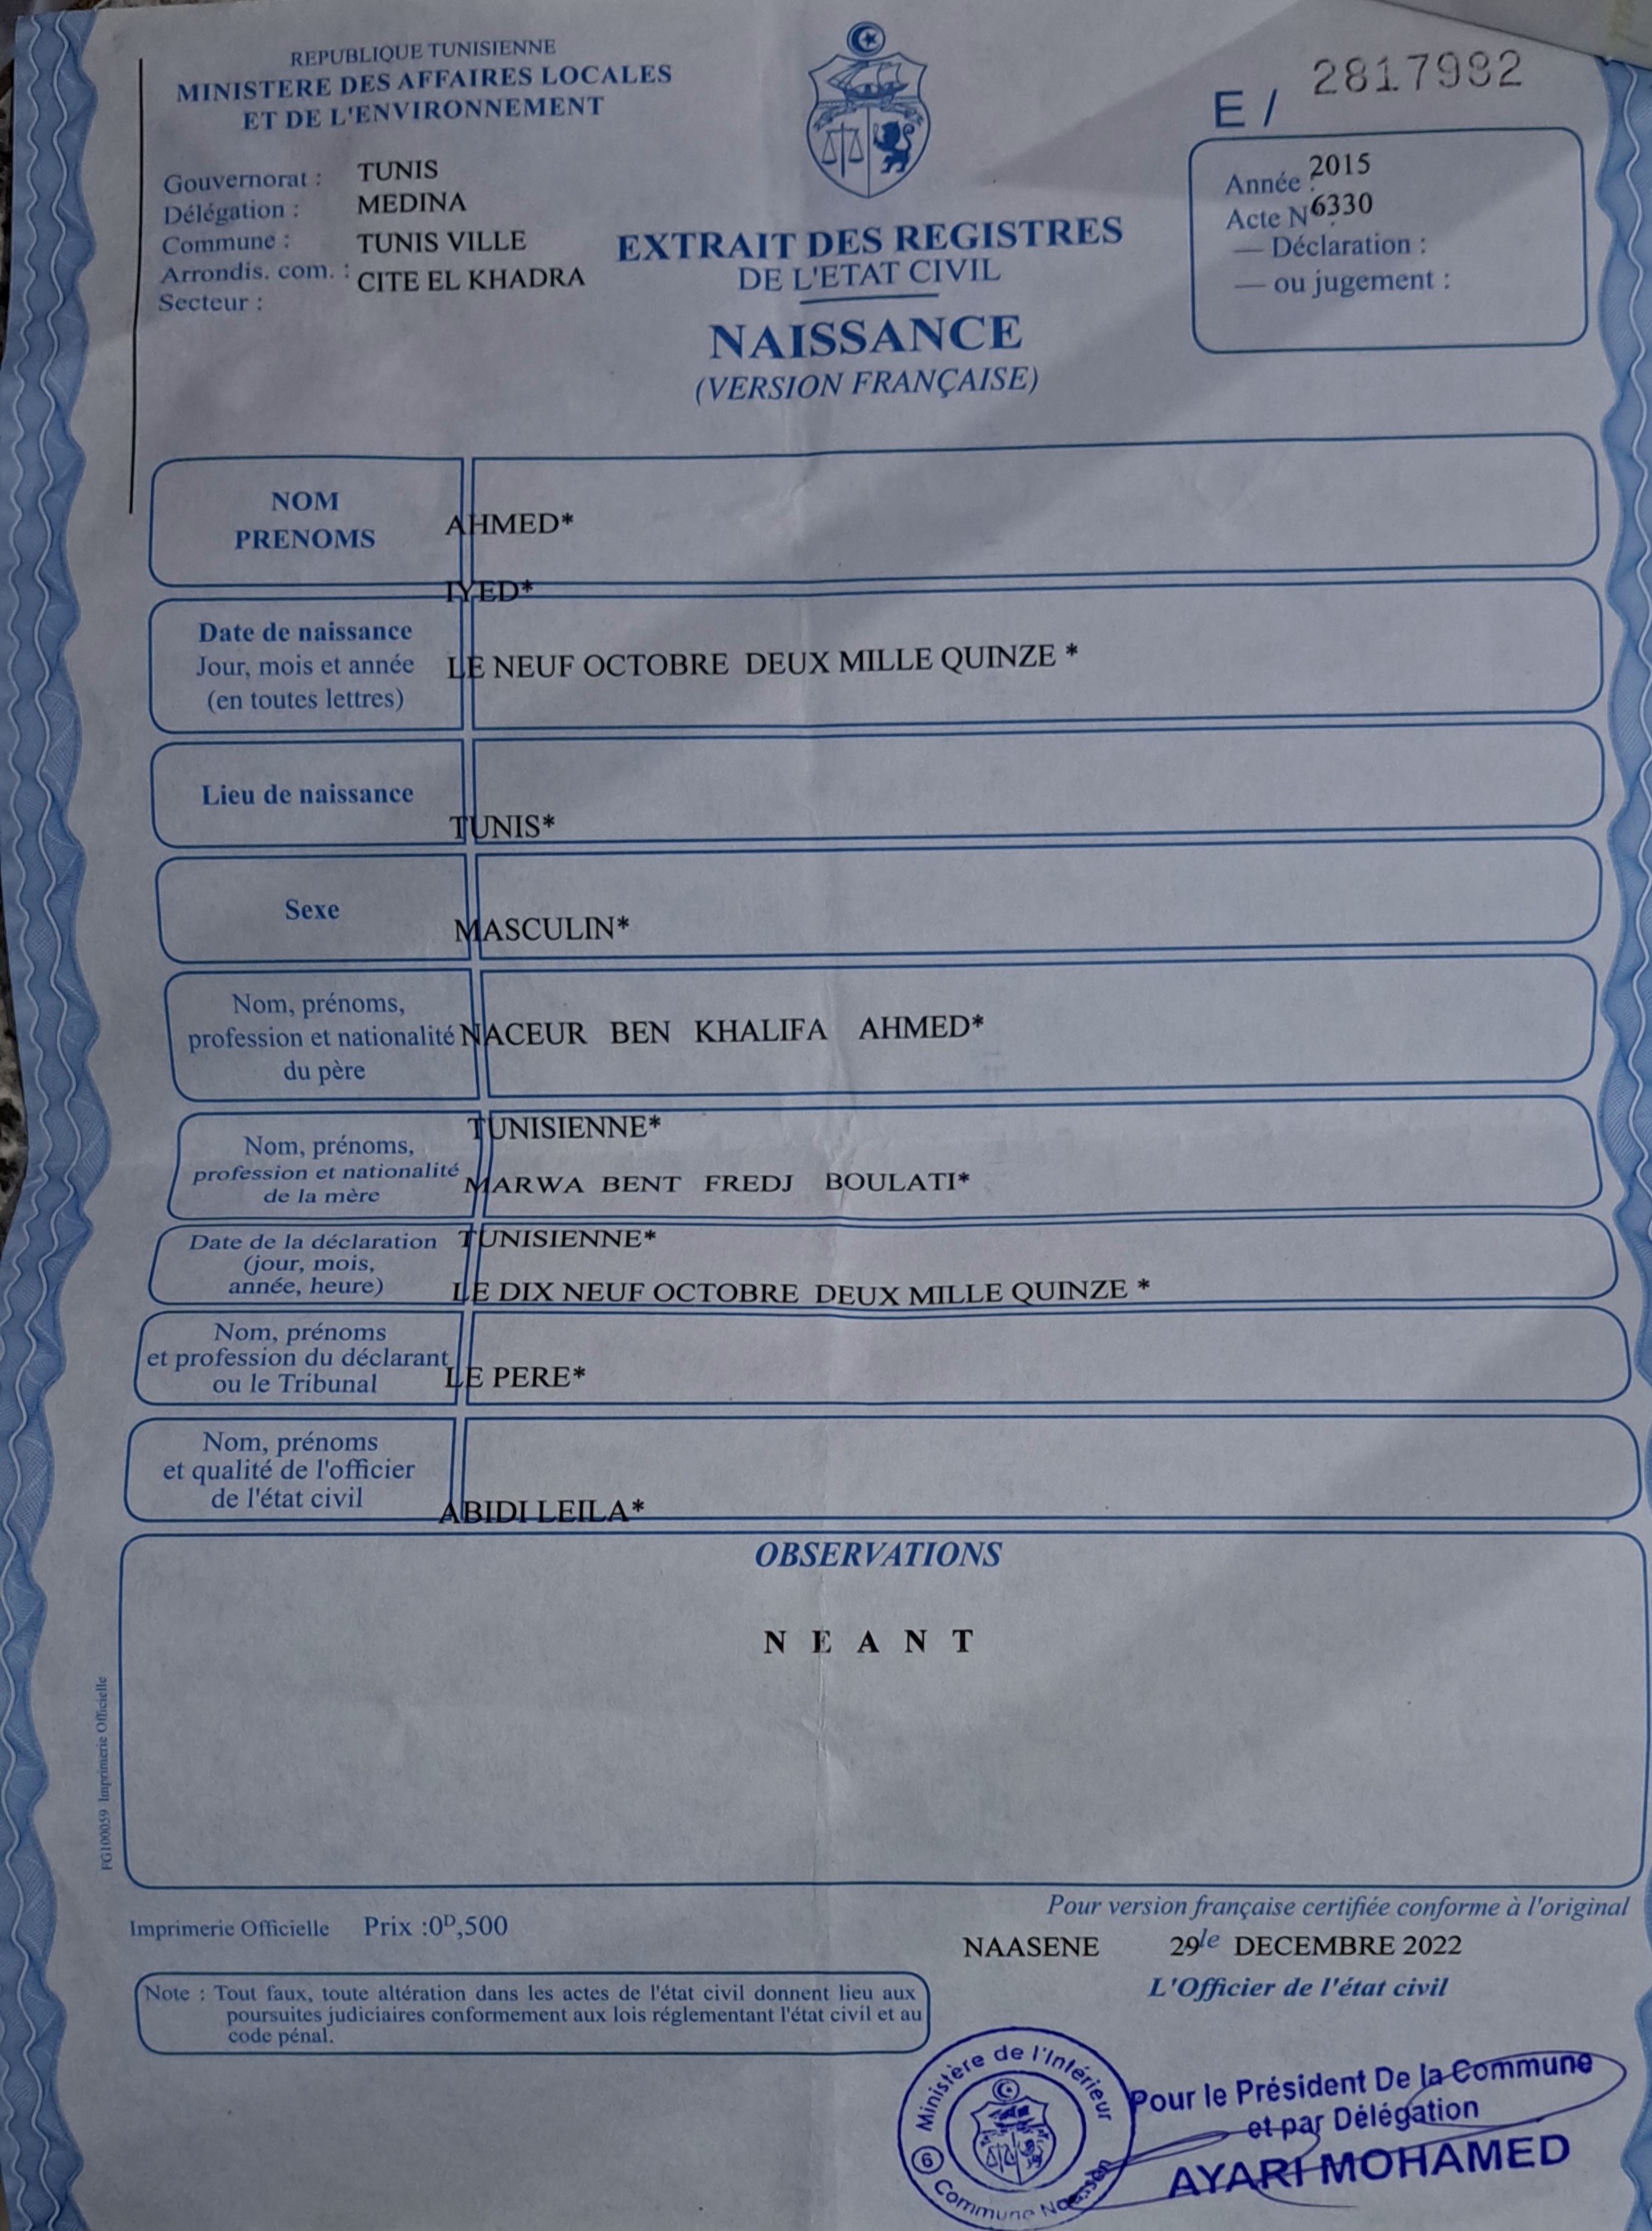 REPUBLIQUE TUNISIENNE
MINISTERE DES AFFAIRES LOCALES
ET DE L'ENVIRONNEMENT
Gouvernorat : TUNIS
Délégation : MEDINA
Commune : TUNIS VILLE
Arrondis. com. : CITE EL KHADRA
Secteur :
E / 2817982
Année : 2015
Acte N 6330
— Déclaration :
— ou jugement :
EXTRAIT DES REGISTRES
DE L'ETAT CIVIL
NAISSANCE
(VERSION FRANÇAISE)
NOM
PRENOMS
AHMED*
IYED*
Date de naissance
Jour, mois et année
(en toutes lettres)
LE NEUF OCTOBRE DEUX MILLE QUINZE *
Lieu de naissance
TUNIS*
Sexe
MASCULIN*
Nom, prénoms,
profession et nationalité
du père
NACEUR BEN KHALIFA AHMED*
TUNISIENNE*
Nom, prénoms,
profession et nationalité
de la mère
MARWA BENT FREDJ BOULATI*
TUNISIENNE*
Date de la déclaration
(jour, mois,
année, heure)
LE DIX NEUF OCTOBRE DEUX MILLE QUINZE *
Nom, prénoms
et profession du déclarant
ou le Tribunal
LE PERE*
Nom, prénoms
et qualité de l'officier
de l'état civil
ABIDI LEILA*
OBSERVATIONS
N E A N T
FG100059 Imprimerie Officielle
Imprimerie Officielle Prix :0D,500
Pour version française certifiée conforme à l'original
NAASENE 29 le DECEMBRE 2022
L'Officier de l'état civil
Note : Tout faux, toute altération dans les actes de l'état civil donnent lieu aux
poursuites judiciaires conformement aux lois réglementant l'état civil et au
code pénal.
Ministère de l'Intérieur
6 Commune
Pour le Président De la Commune
et par Délégation
AYARI MOHAMED